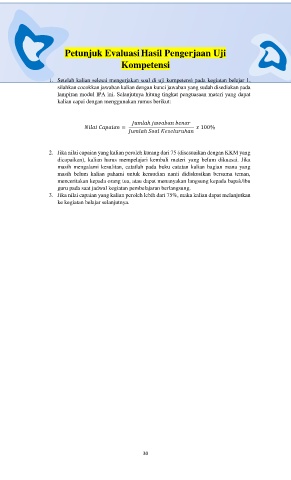 Petunjuk Evaluasi Hasil Pengerjaan Uji
Kompetensi
1. Setelah kalian selesai mengerjakan soal di uji kompetensi pada kegiatan belajar 1,
silahkan cocokkan jawaban kalian dengan kunci jawaban yang sudah disediakan pada
lampiran modul IPA ini. Selanjutnya hitung tingkat penguasaan materi yang dapat
kalian capai dengan menggunakan rumus berikut:
Nilai Capaian = Jumlah jawaban benar / Jumlah Soal Keseluruhan x 100%
2. Jika nilai capaian yang kalian peroleh kurang dari 75 (disesuaikan dengan KKM yang
dicapaikan), kalian harus mempelajari kembali materi yang belum dikuasai. Jika
masih mengalami kesulitan, catatlah pada buku catatan kalian bagian mana yang
masih belum kalian pahami untuk kemudian nanti didiskusikan bersama teman,
menceritakan kepada orang tua, atau dapat menanyakan langsung kepada bapak/ibu
guru pada saat jadwal kegiatan pembelajaran berlangsung.
3. Jika nilai capaian yang kalian peroleh lebih dari 75%, maka kalian dapat melanjutkan
ke kegiatan belajar selanjutnya.
38